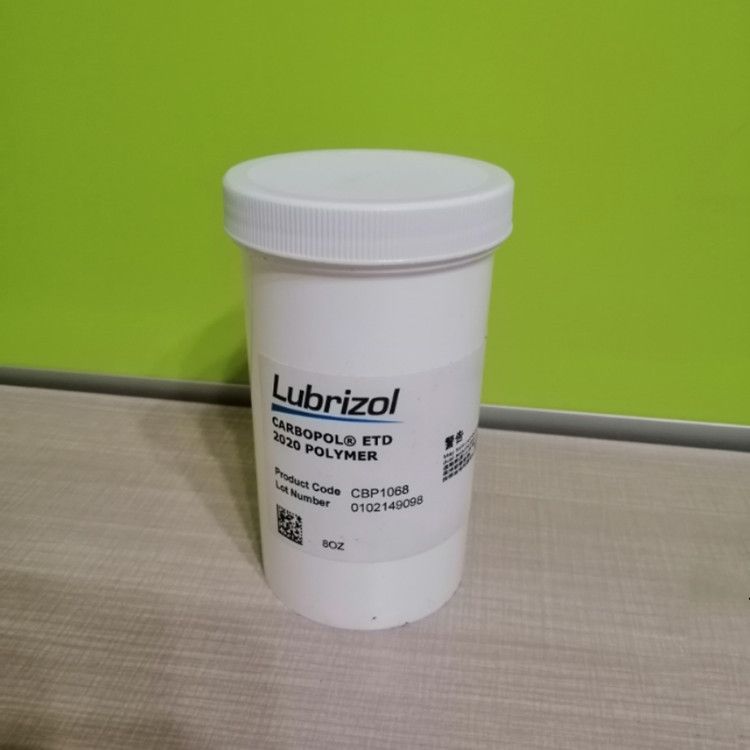 Lubrizol
CARBOPOL® ETD
2020 POLYMER
Product Code CBP1068
Lot Number 0102149098
8OZ
警告